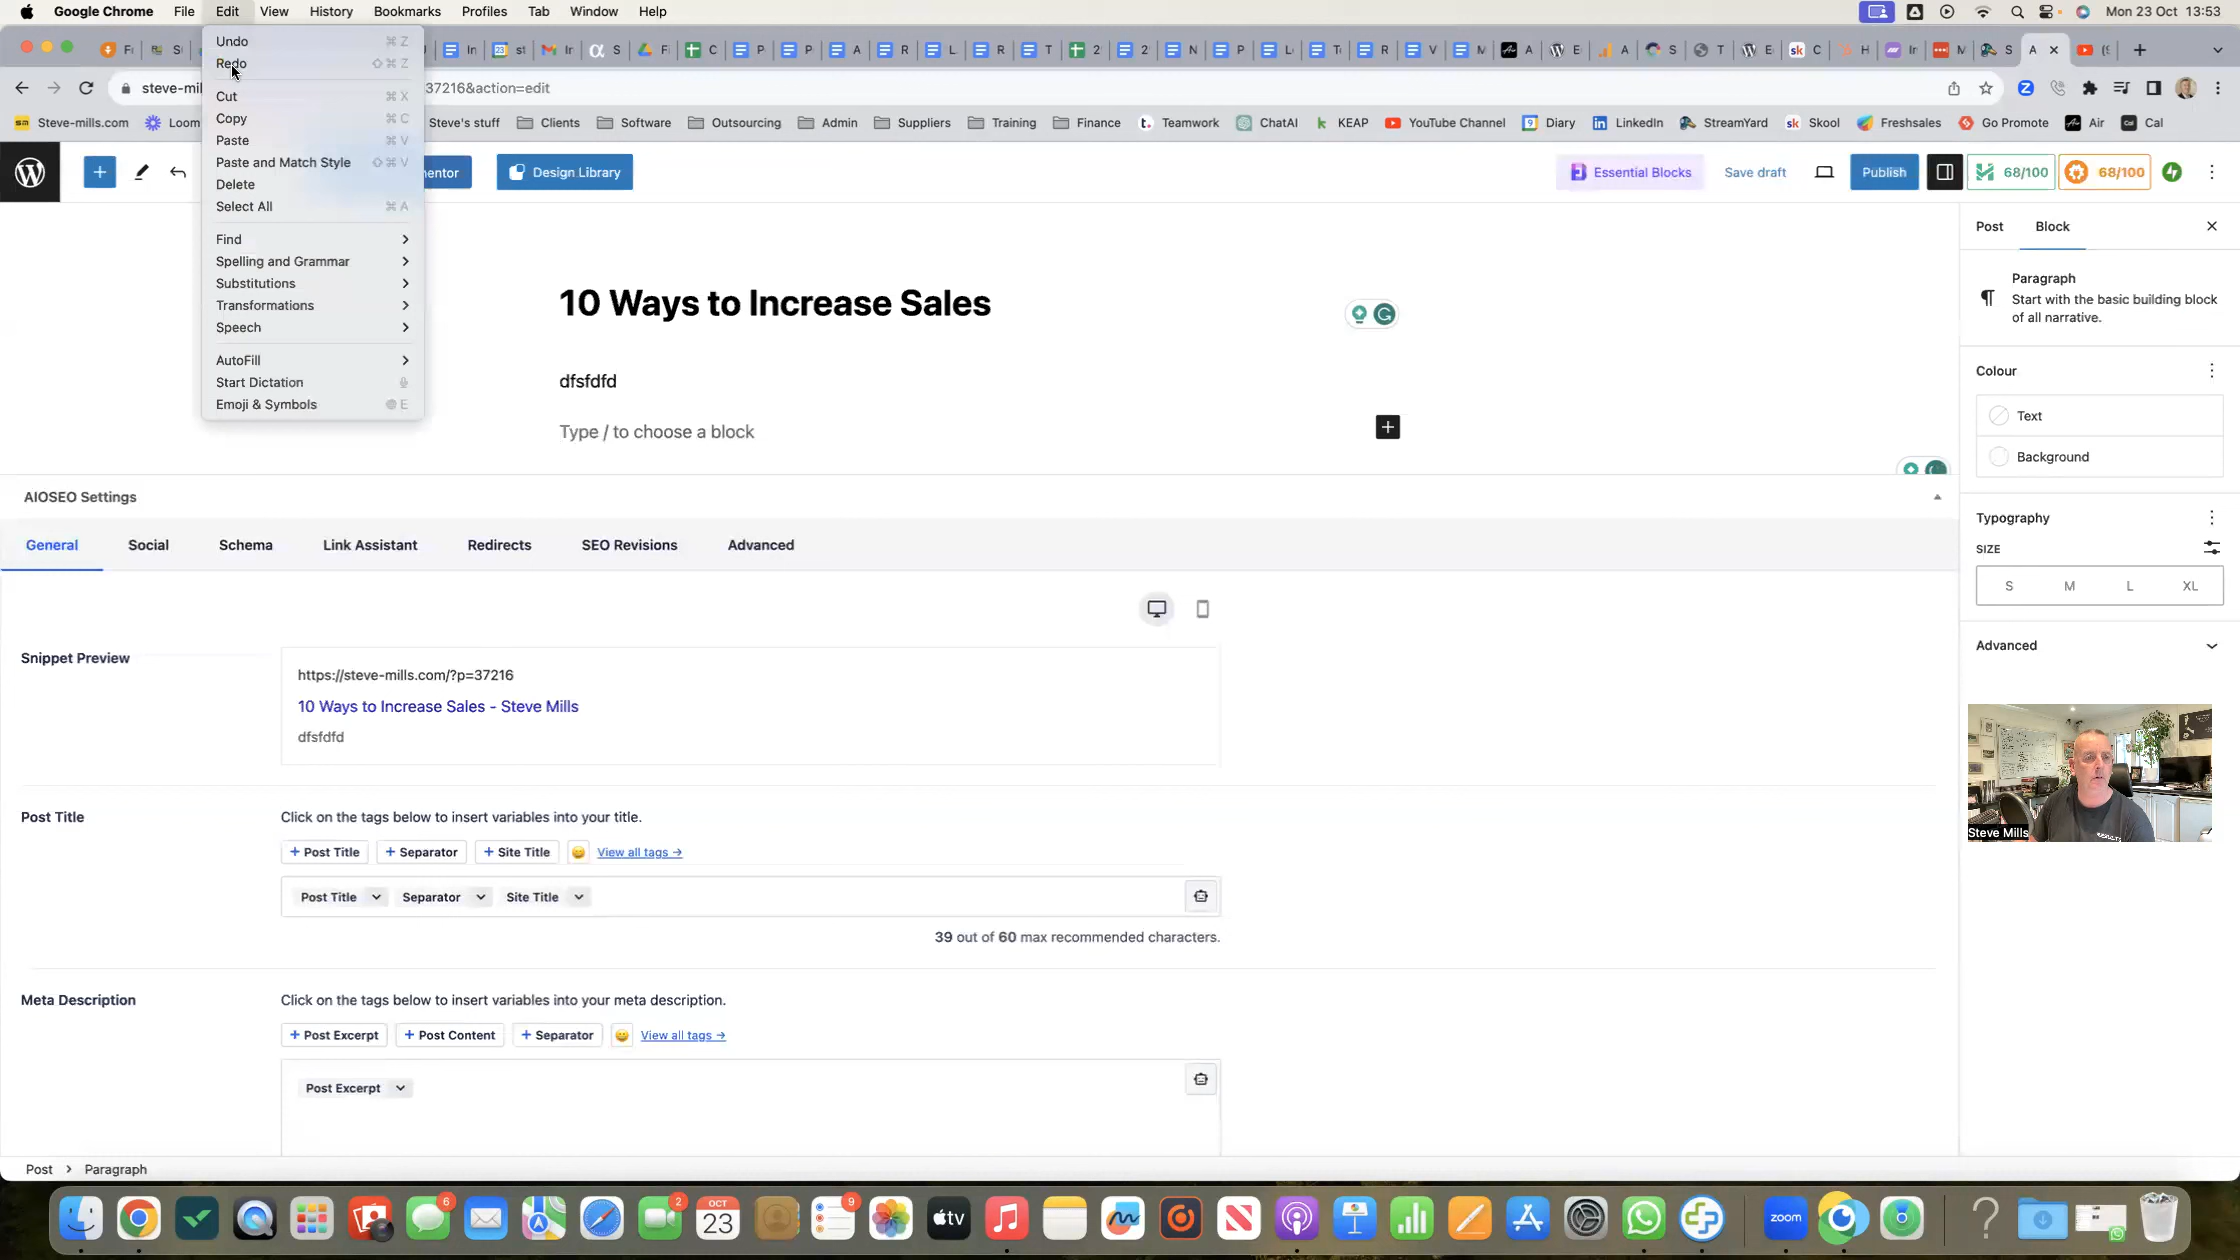 Google Chrome File Edit View History Bookmarks Profiles Tab Window Help Mon 23 Oct 13:53
steve-mil 37216&action=edit
Steve-mills.com Loom Steve's stuff Clients Software Outsourcing Admin Suppliers Training Finance Teamwork ChatAI KEAP YouTube Channel Diary LinkedIn StreamYard Skool Freshsales Go Promote Air Cal
Undo ⌘ Z
Redo ⇧ ⌘ Z
Cut ⌘ X
Copy ⌘ C
Paste ⌘ V
Paste and Match Style ⇧ ⌘ V
Delete
Select All ⌘ A
Find
Spelling and Grammar
Substitutions
Transformations
Speech
AutoFill
Start Dictation
Emoji & Symbols E
mentor Design Library Essential Blocks Save draft Publish 68/100 68/100
10 Ways to Increase Sales
dfsfdfd
Type / to choose a block
Post Block
Paragraph
Start with the basic building block
of all narrative.
Colour
Text
Background
Typography
SIZE
S M L XL
Advanced
Steve Mills
AIOSEO Settings
General Social Schema Link Assistant Redirects SEO Revisions Advanced
Snippet Preview
https://steve-mills.com/?p=37216
10 Ways to Increase Sales - Steve Mills
dfsfdfd
Post Title
Click on the tags below to insert variables into your title.
+ Post Title + Separator + Site Title View all tags →
Post Title Separator Site Title
39 out of 60 max recommended characters.
Meta Description
Click on the tags below to insert variables into your meta description.
+ Post Excerpt + Post Content + Separator View all tags →
Post Excerpt
Post > Paragraph
6 2 OCT 23 9 tv zoom